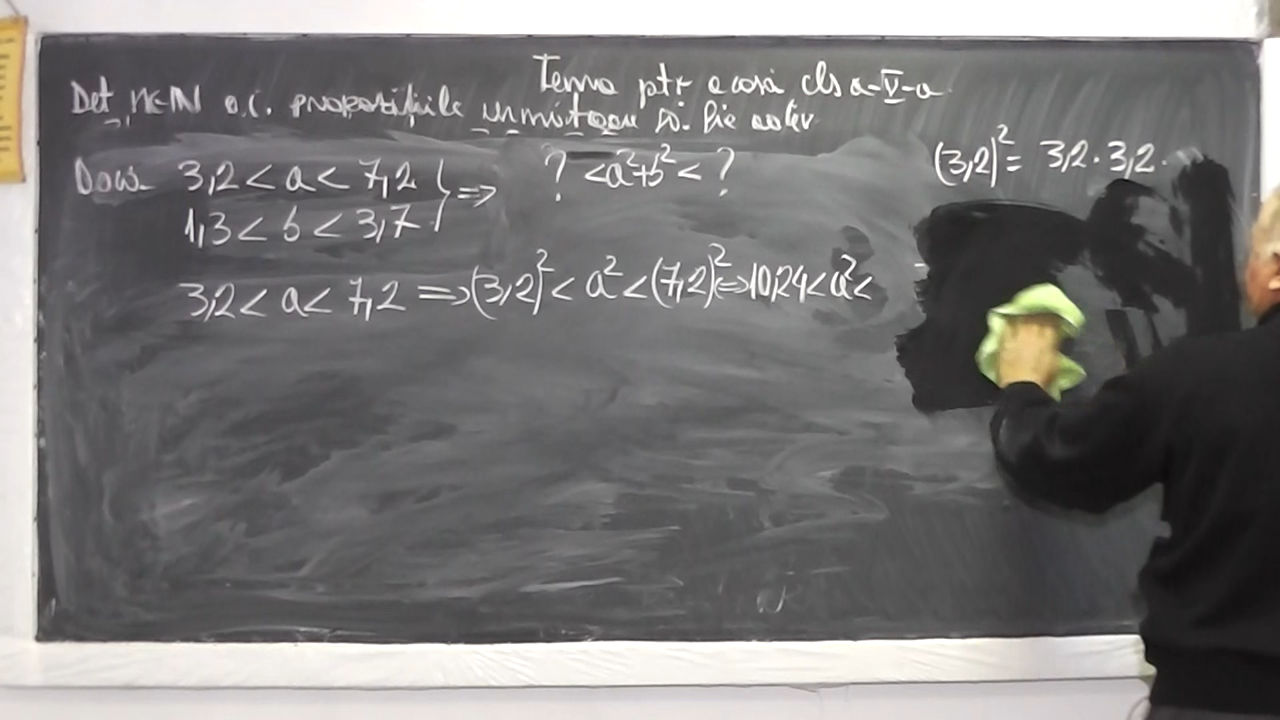 Tema ptr acasă cls a-V-a
Det n∈N a.î. propozițiile următoare să fie adev
Dacă 3,2 < a < 7,2
1,3 < b < 3,7 } => ? < a²+b² < ?
3,2 < a < 7,2 => (3,2)² < a² < (7,2)² => 10,24 < a² <
(3,2)² = 3,2 · 3,2 ·